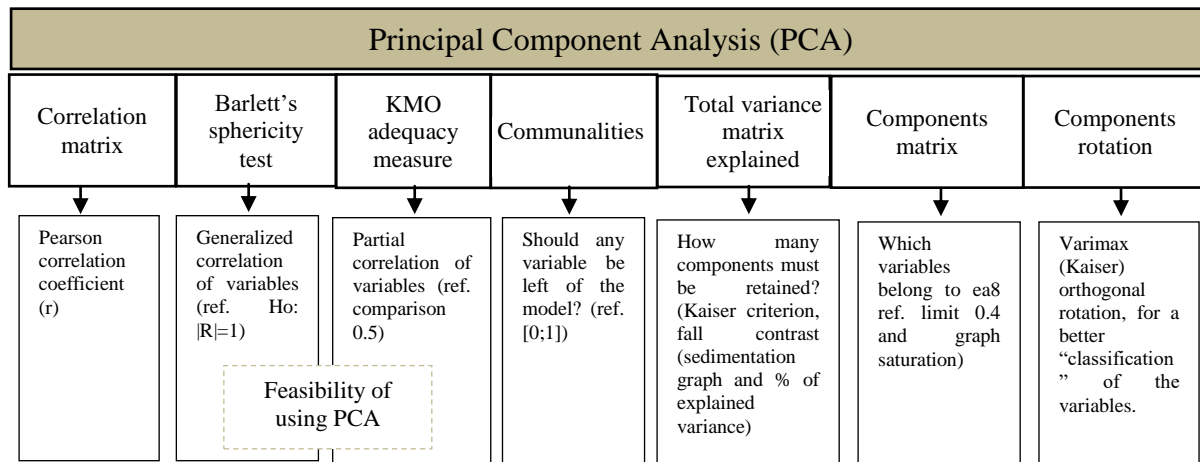 Principal Component Analysis (PCA)
Correlation
matrix
Barlett’s
sphericity
test
KMO
adequacy
measure
Communalities
Total variance
matrix
explained
Components
matrix
Components
rotation
Pearson
correlation
coefficient
(r)
Generalized
correlation
of variables
(ref. Ho:
|R|=1)
Partial
correlation of
variables (ref.
comparison
0.5)
Should any
variable be
left of the
model? (ref.
[0;1])
How many
components must
be retained?
(Kaiser criterion,
fall contrast
(sedimentation
graph and % of
explained
variance)
Which
variables
belong to ea8
ref. limit 0.4
and graph
saturation)
Varimax
(Kaiser)
orthogonal
rotation, for a
better
“classification
” of the
variables.
Feasibility of
using PCA